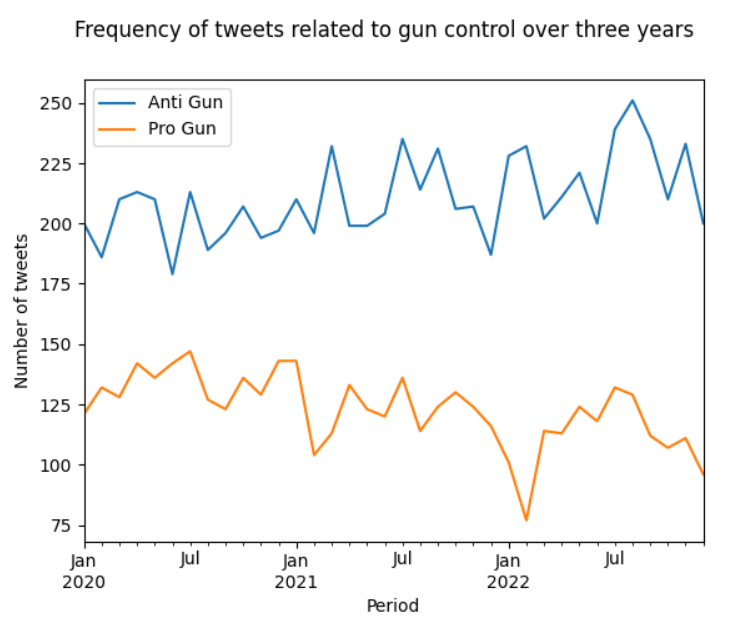 Frequency of tweets related to gun control over three years
Anti Gun
Pro Gun
250
225
200
175
150
125
100
75
Number of tweets
Jan Jul Jan Jul Jan Jul
2020 2021 2022
Period